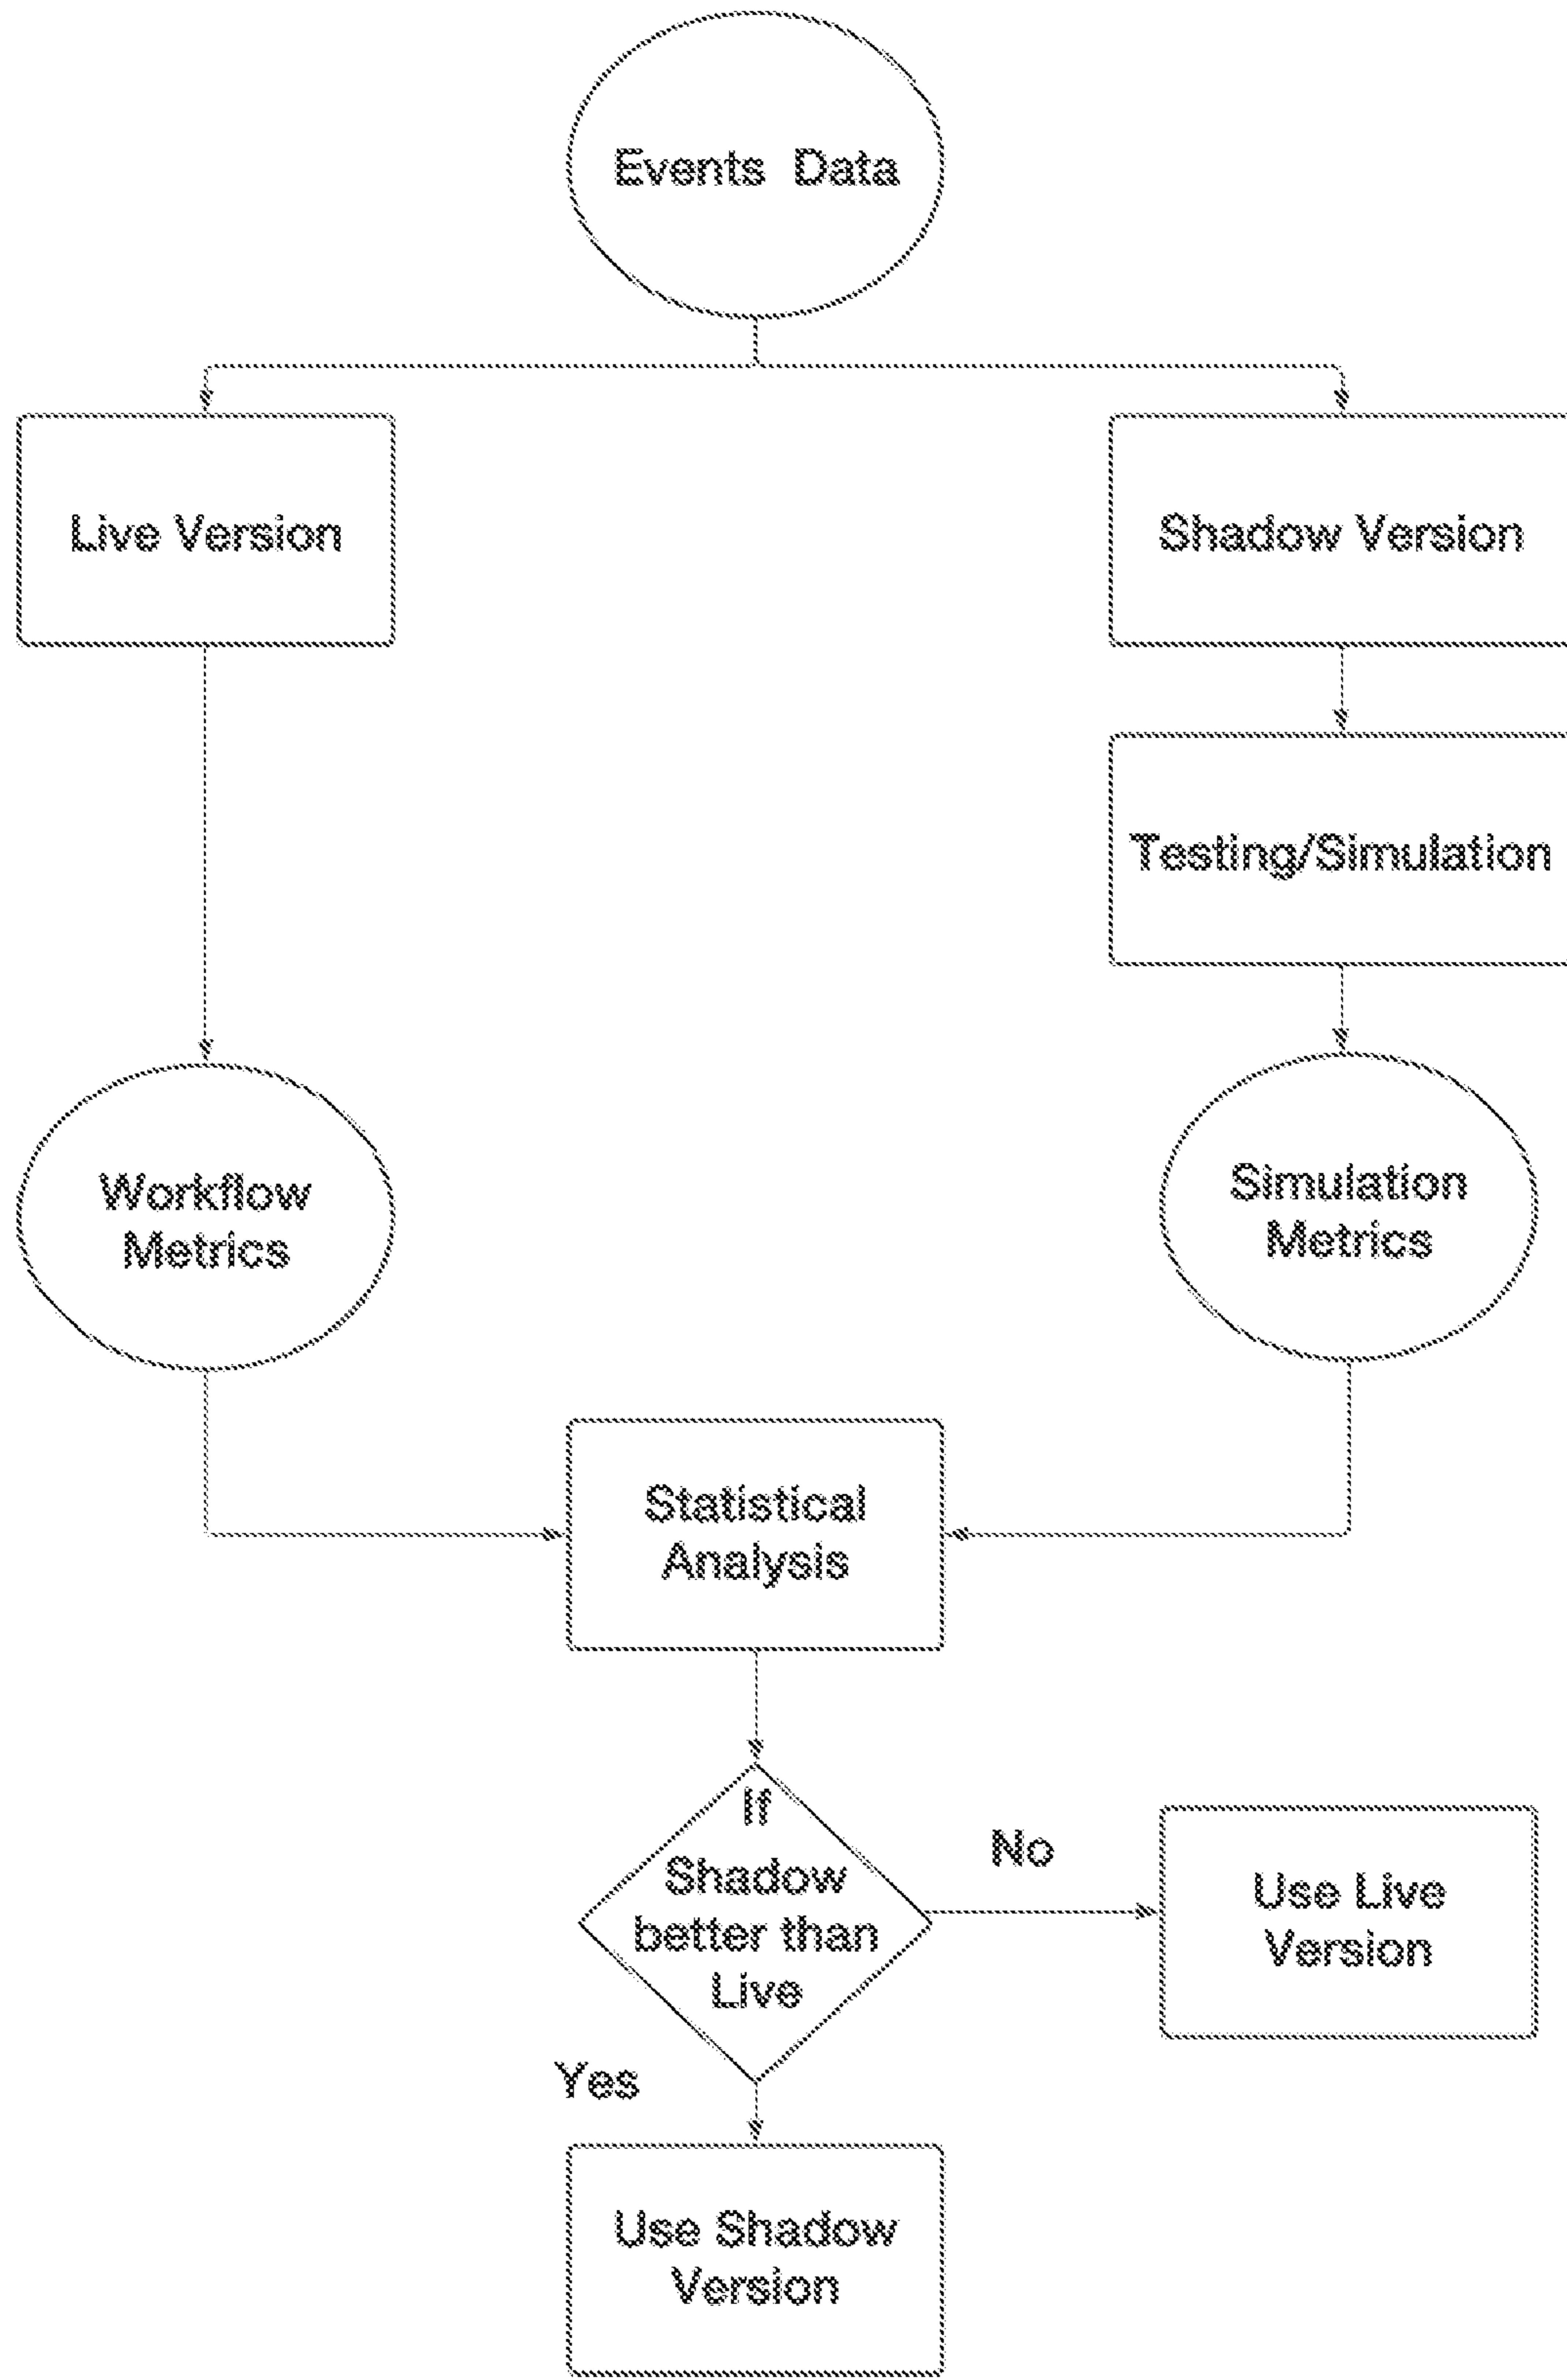 Events Data
Live Version
Shadow Version
Testing/Simulation
Workflow
Metrics
Simulation
Metrics
Statistical
Analysis
If
Shadow
better than
Live
No
Use Live
Version
Yes
Use Shadow
Version